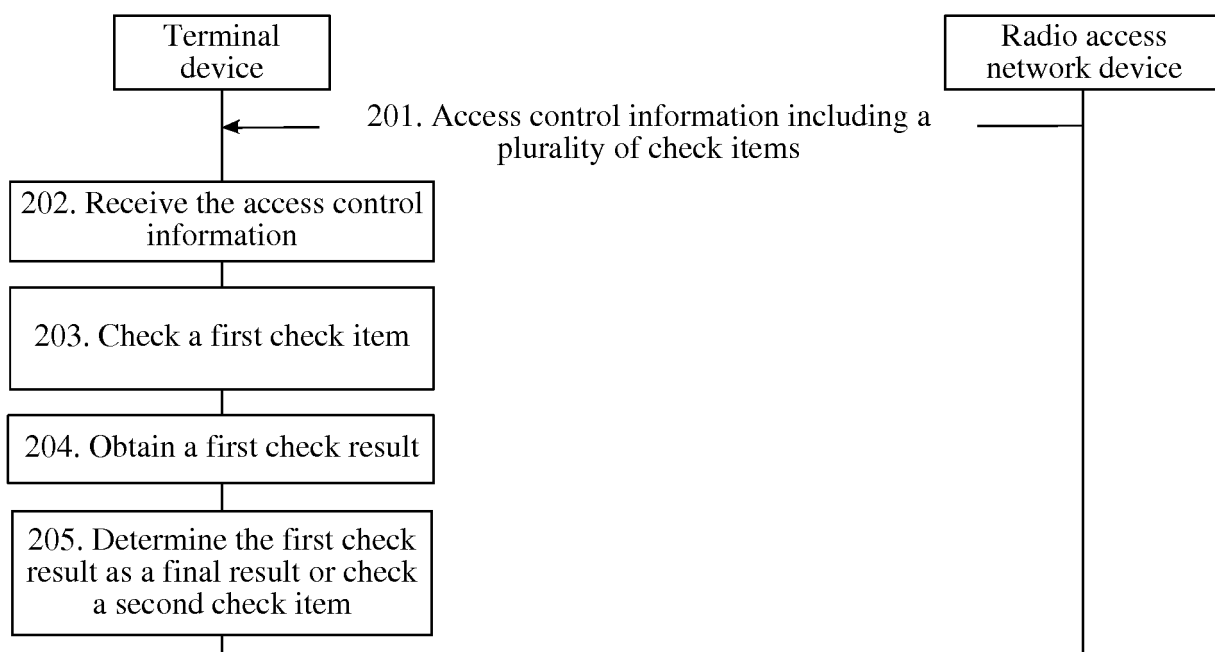 Terminal
device
Radio access
network device
201. Access control information including a
plurality of check items
202. Receive the access control
information
203. Check a first check item
204. Obtain a first check result
205. Determine the first check
result as a final result or check
a second check item